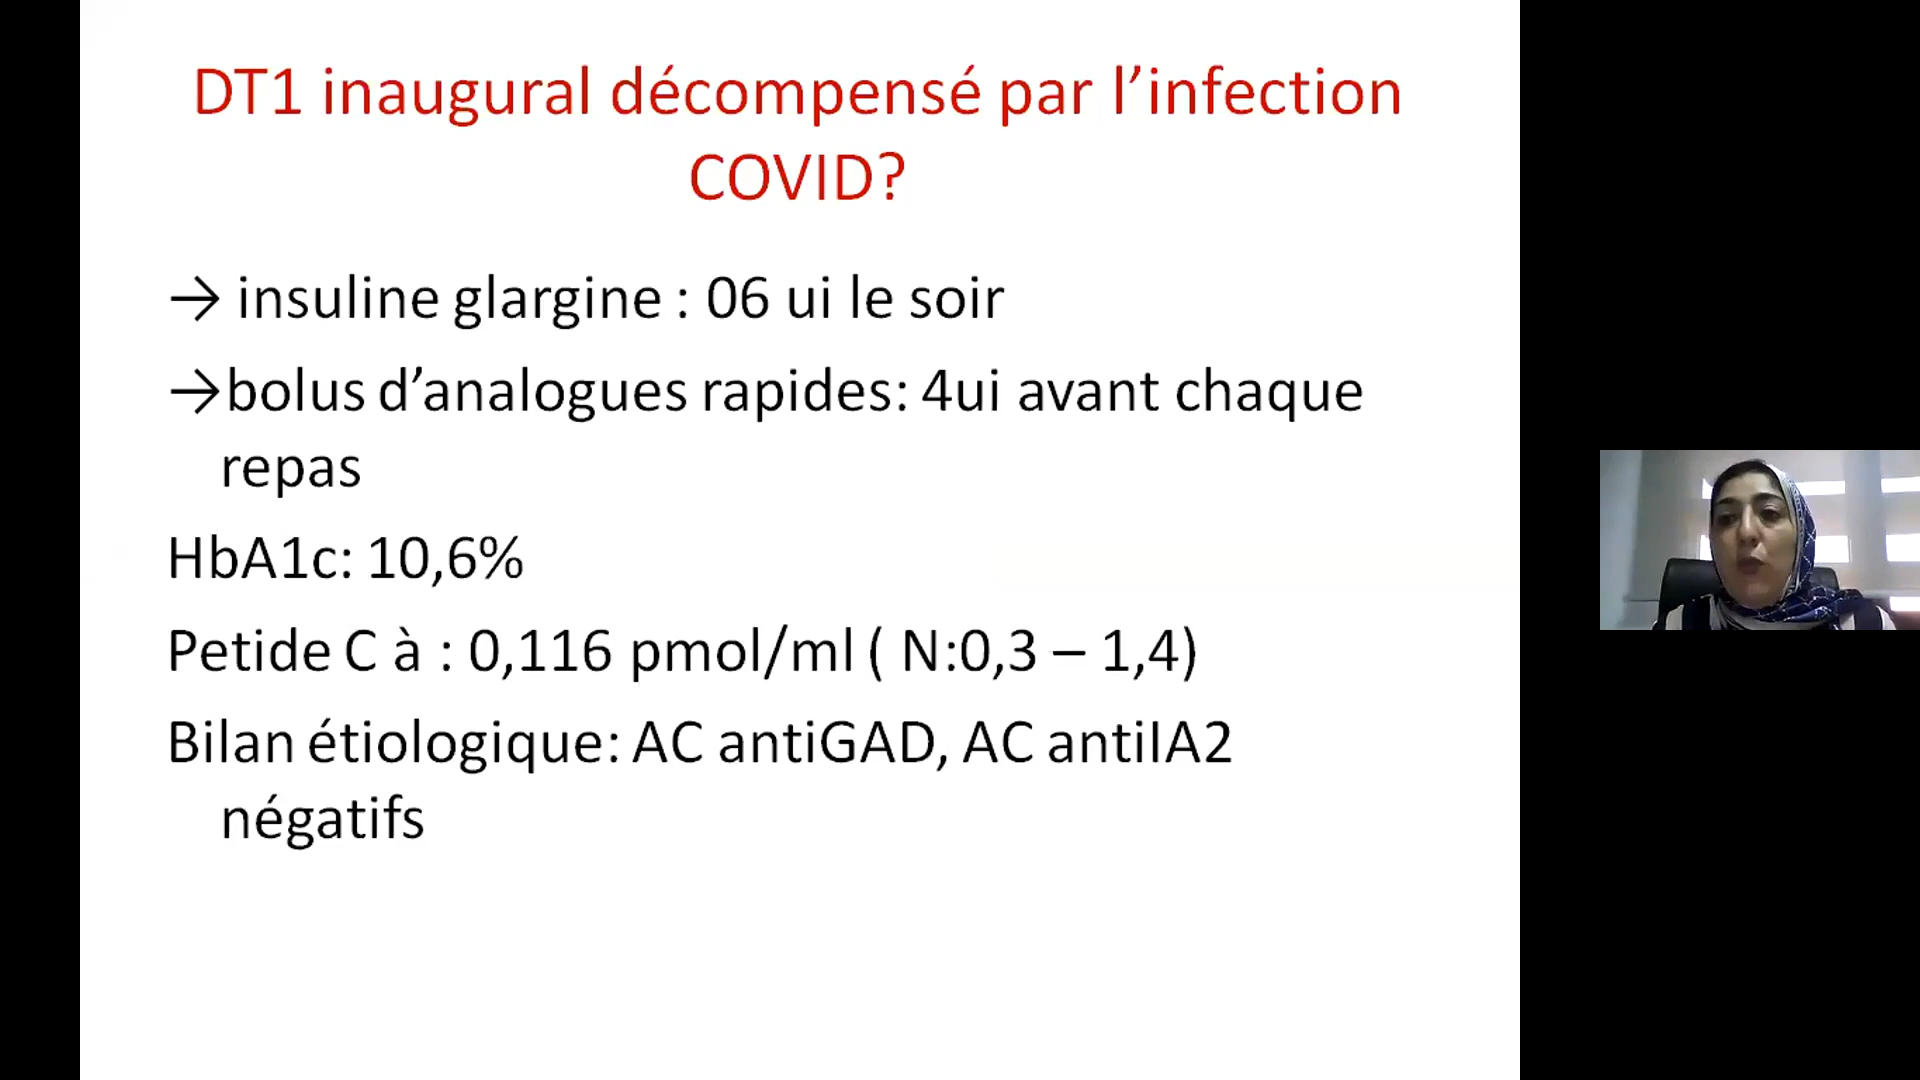 DT1 inaugural décompensé par l’infection
COVID?
→ insuline glargine : 06 ui le soir
→bolus d’analogues rapides: 4ui avant chaque
repas
HbA1c: 10,6%
Petide C à : 0,116 pmol/ml ( N:0,3 – 1,4)
Bilan étiologique: AC antiGAD, AC antiIA2
négatifs